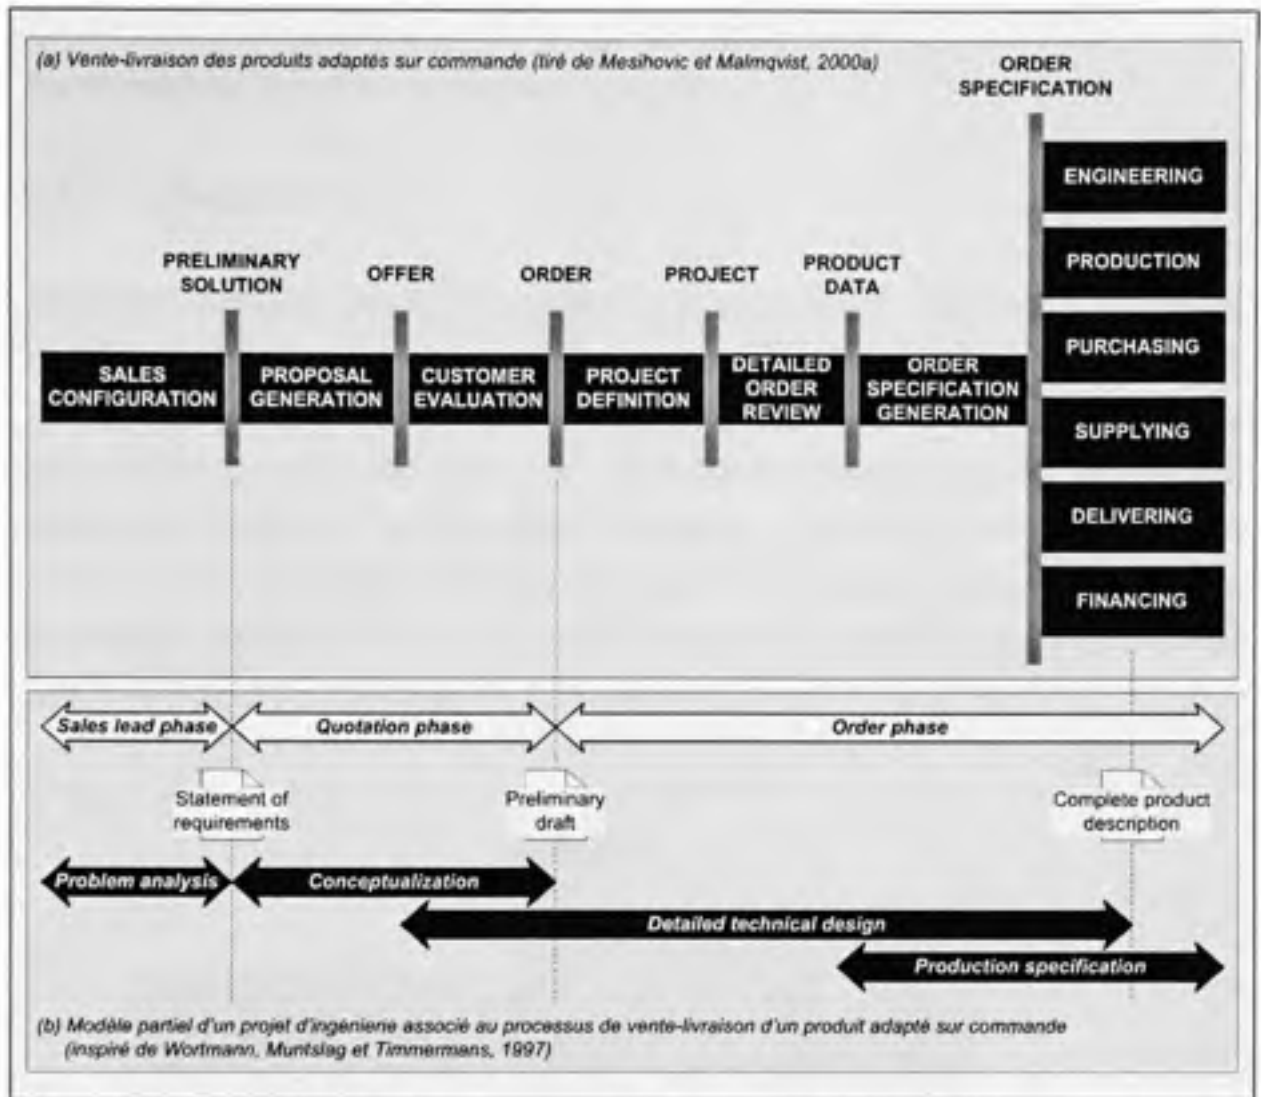 (a) Vente-livraison des produits adaptés sur commande (tiré de Mesihovic et Malmqvist, 2000a)
ORDER
SPECIFICATION
ENGINEERING
PRODUCTION
PURCHASING
SUPPLYING
DELIVERING
FINANCING
PRELIMINARY
SOLUTION
OFFER
ORDER
PROJECT
PRODUCT
DATA
SALES
CONFIGURATION
PROPOSAL
GENERATION
CUSTOMER
EVALUATION
PROJECT
DEFINITION
DETAILED
ORDER
REVIEW
ORDER
SPECIFICATION
GENERATION
Sales lead phase
Quotation phase
Order phase
Statement of
requirements
Preliminary
draft
Complete product
description
Problem analysis
Conceptualization
Detailed technical design
Production specification
(b) Modèle partiel d'un projet d'ingénierie associé au processus de vente-livraison d'un produit adapté sur commande
(inspiré de Wortmann, Muntslag et Timmermans, 1997)